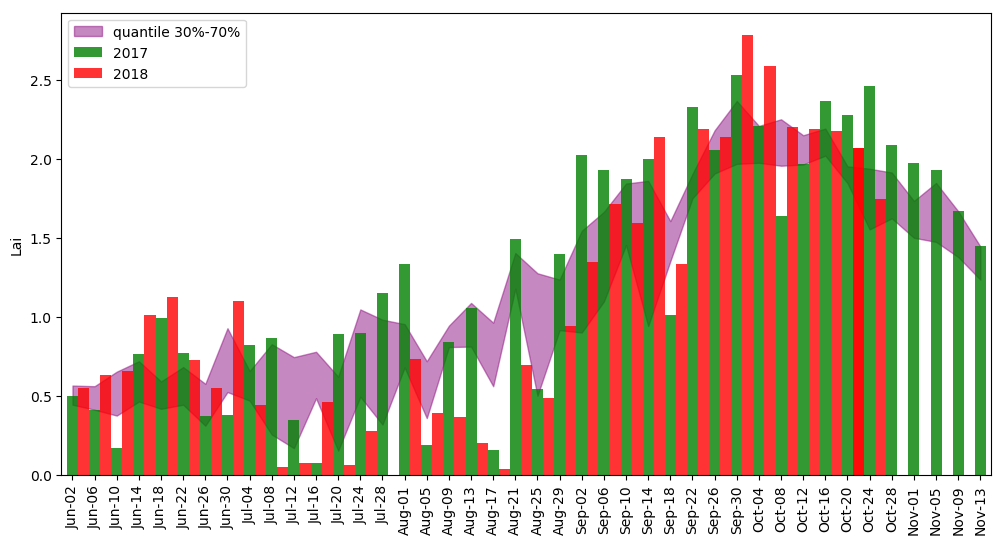 quantile 30%-70%
2017
2018
Lai
2.5
2.0
1.5
1.0
0.5
0.0
Jun-02
Jun-06
Jun-10
Jun-14
Jun-18
Jun-22
Jun-26
Jun-30
Jul-04
Jul-08
Jul-12
Jul-16
Jul-20
Jul-24
Jul-28
Aug-01
Aug-05
Aug-09
Aug-13
Aug-17
Aug-21
Aug-25
Aug-29
Sep-02
Sep-06
Sep-10
Sep-14
Sep-18
Sep-22
Sep-26
Sep-30
Oct-04
Oct-08
Oct-12
Oct-16
Oct-20
Oct-24
Oct-28
Nov-01
Nov-05
Nov-09
Nov-13